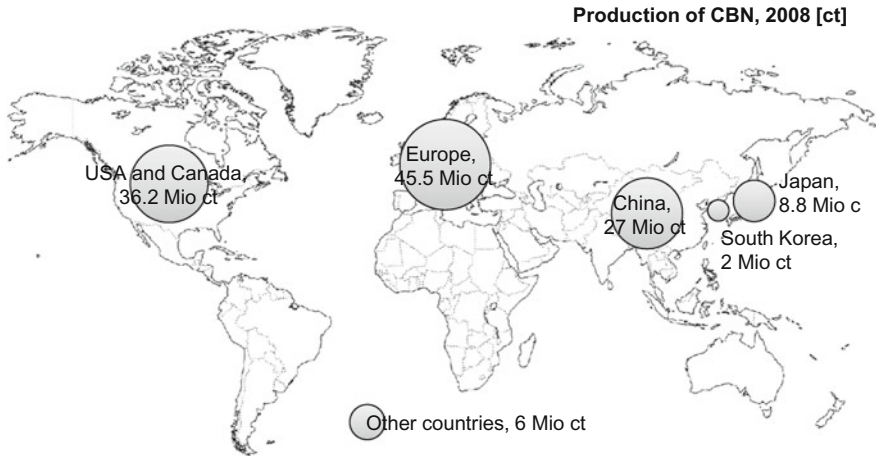 Production of CBN, 2008 [ct]
USA and Canada,
36.2 Mio ct
Europe,
45.5 Mio ct
China,
27 Mio ct
Japan,
8.8 Mio c
South Korea,
2 Mio ct
Other countries, 6 Mio ct